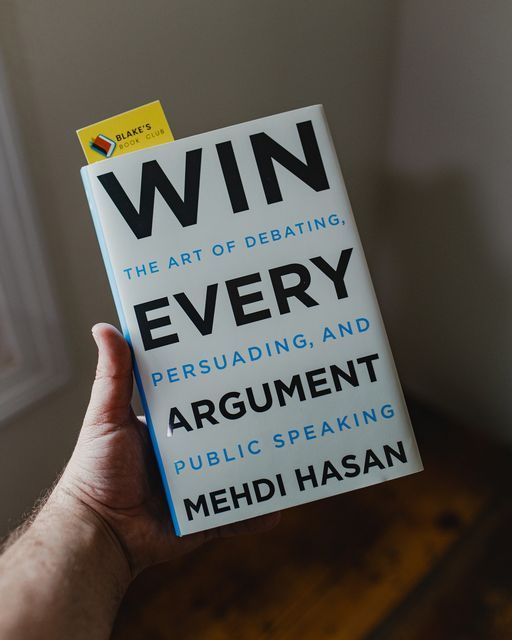 BLAKE'S
BOOK CLUB
WIN
THE ART OF DEBATING,
EVERY
PERSUADING, AND
ARGUMENT
PUBLIC SPEAKING
MEHDI HASAN